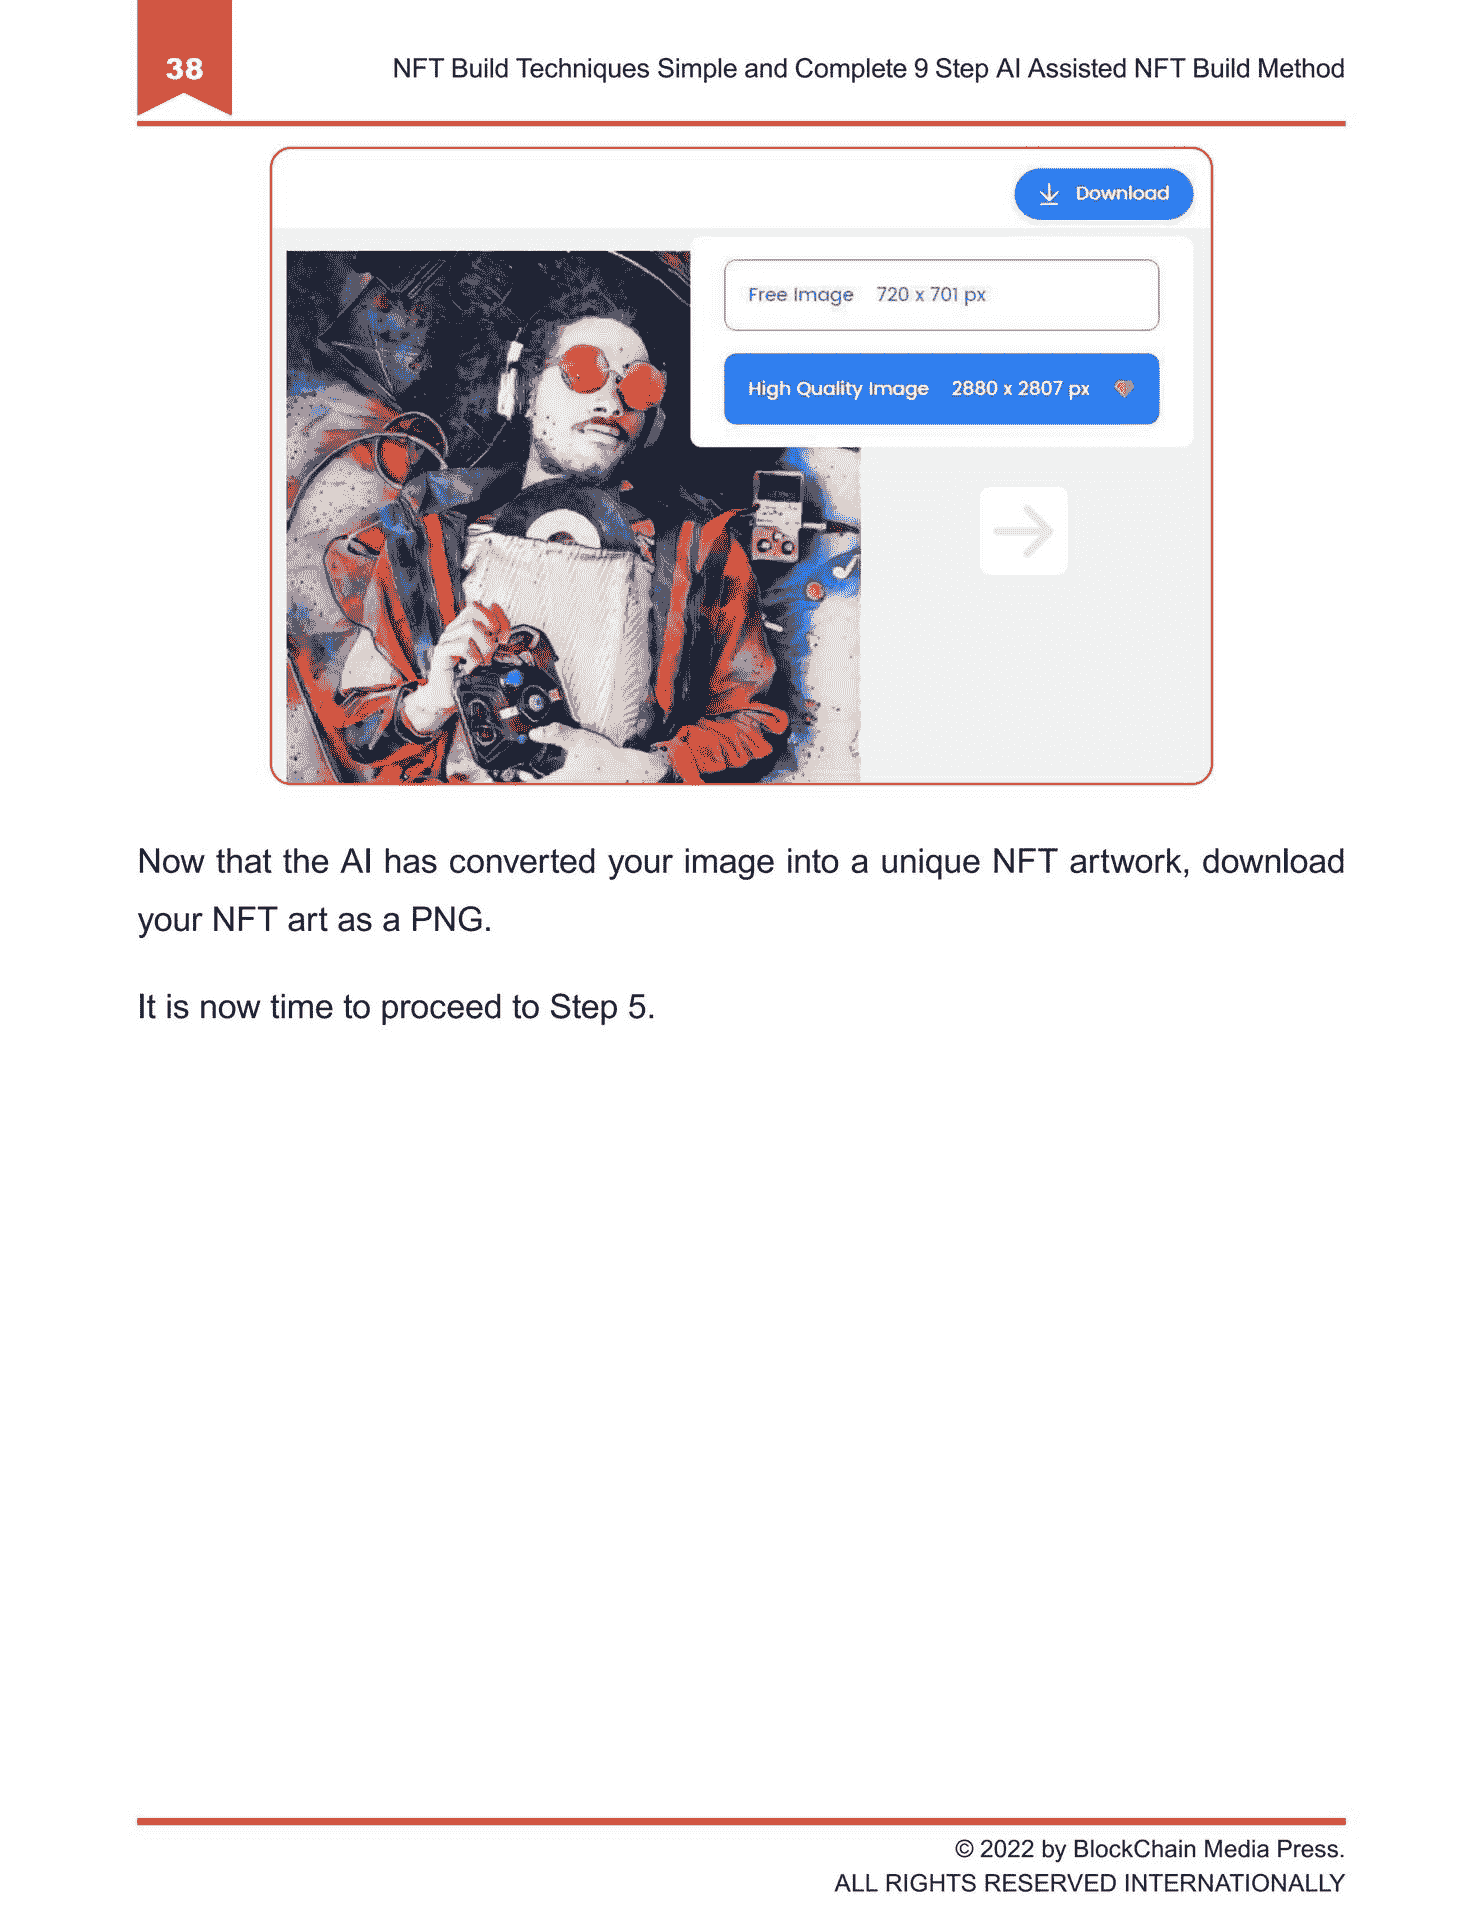 38
NFT Build Techniques Simple and Complete 9 Step AI Assisted NFT Build Method
Download
Free Image 720 x 701 px
High Quality Image 2880 x 2807 px
Now that the AI has converted your image into a unique NFT artwork, download
your NFT art as a PNG.
It is now time to proceed to Step 5.
© 2022 by BlockChain Media Press.
ALL RIGHTS RESERVED INTERNATIONALLY